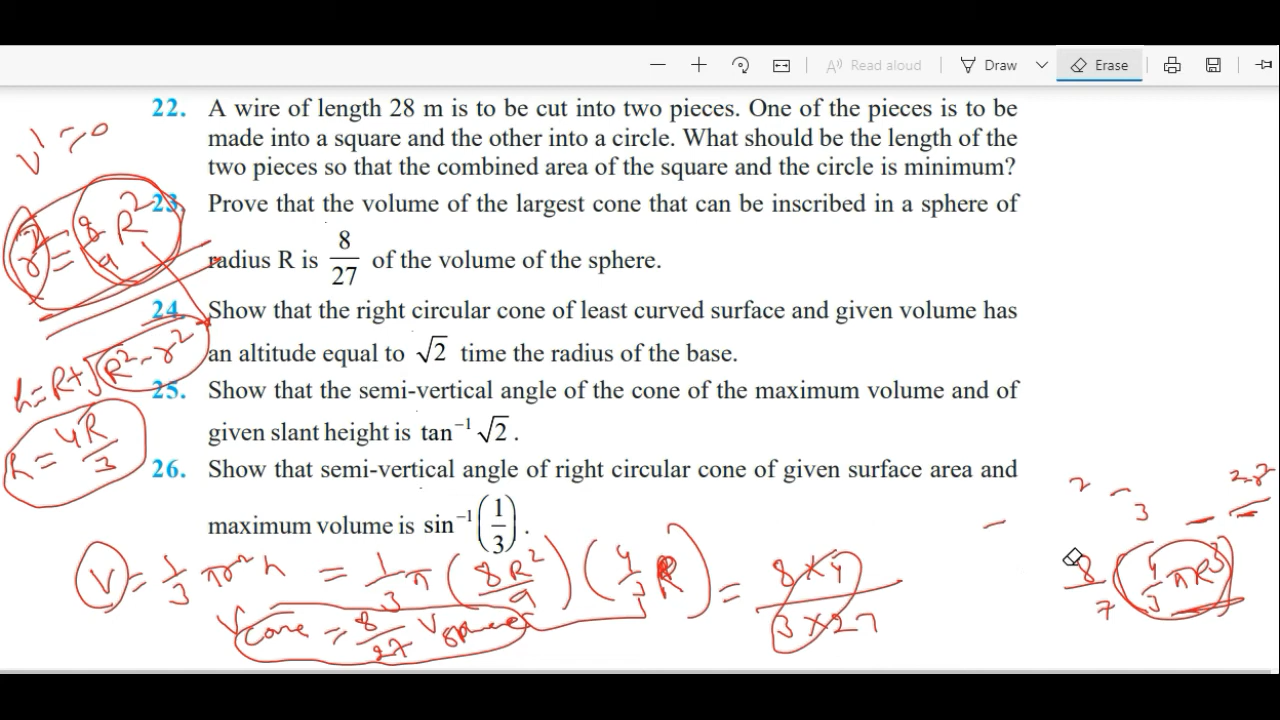 Read aloud Draw Erase
22. A wire of length 28 m is to be cut into two pieces. One of the pieces is to be
made into a square and the other into a circle. What should be the length of the
two pieces so that the combined area of the square and the circle is minimum?
23. Prove that the volume of the largest cone that can be inscribed in a sphere of
radius R is 8/27 of the volume of the sphere.
24. Show that the right circular cone of least curved surface and given volume has
an altitude equal to √2 time the radius of the base.
25. Show that the semi-vertical angle of the cone of the maximum volume and of
given slant height is tan⁻¹ √2.
26. Show that semi-vertical angle of right circular cone of given surface area and
maximum volume is sin⁻¹ (1/3).
V' = 0
r² = 8/9 R²
h = R + √R² - r²
h = 4R/3
V = 1/3 πr² h = 1/3 π (8R²/9) (4/3 R) = 8 × 4 / 3 × 27
8/7 (4/3 πR³)
V cone = 8/27 V sphere